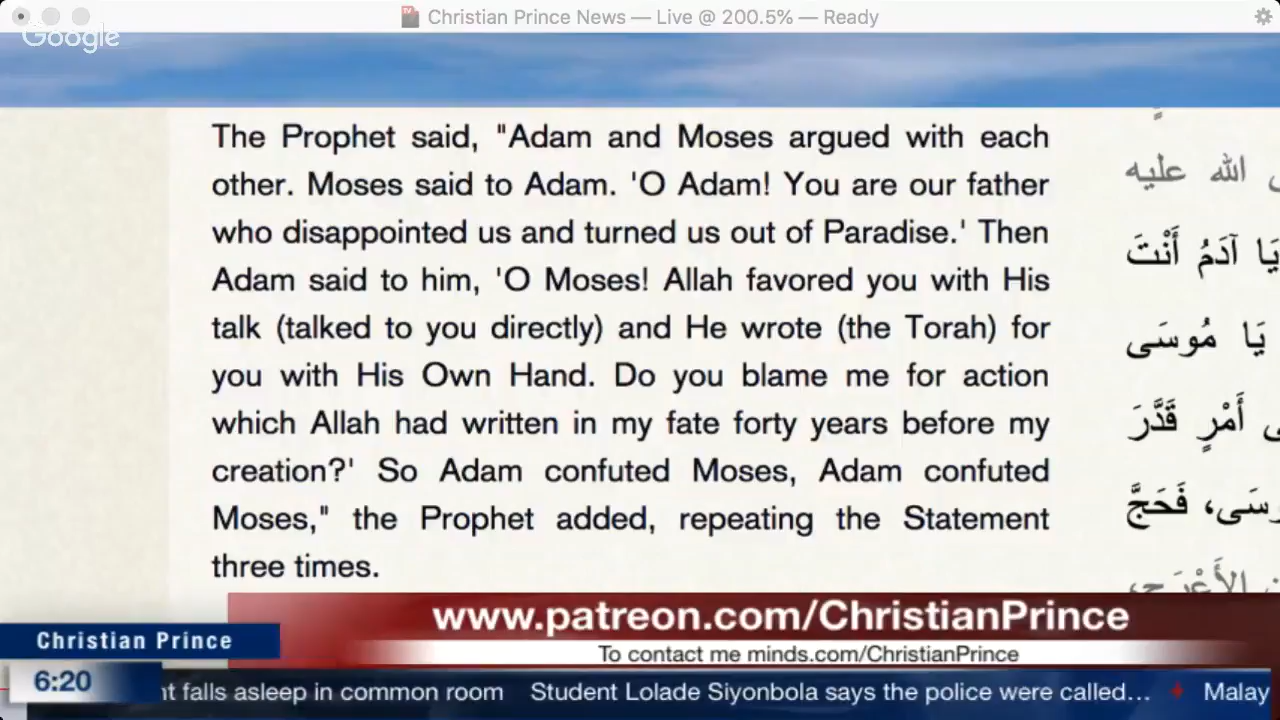 Christian Prince News — Live @ 200.5% — Ready
Google
The Prophet said, "Adam and Moses argued with each
other. Moses said to Adam. 'O Adam! You are our father
who disappointed us and turned us out of Paradise.' Then
Adam said to him, 'O Moses! Allah favored you with His
talk (talked to you directly) and He wrote (the Torah) for
you with His Own Hand. Do you blame me for action
which Allah had written in my fate forty years before my
creation?' So Adam confuted Moses, Adam confuted
Moses," the Prophet added, repeating the Statement
three times.
الله عليه
يَا آدَمُ أَنْتَ
يَا مُوسَى
أَمْرٍ قَدَّرَ
فَحَجَّ
الأَعْرَجِ،
www.patreon.com/ChristianPrince
To contact me minds.com/ChristianPrince
Christian Prince
6:20
falls asleep in common room Student Lolade Siyonbola says the police were called... Malay